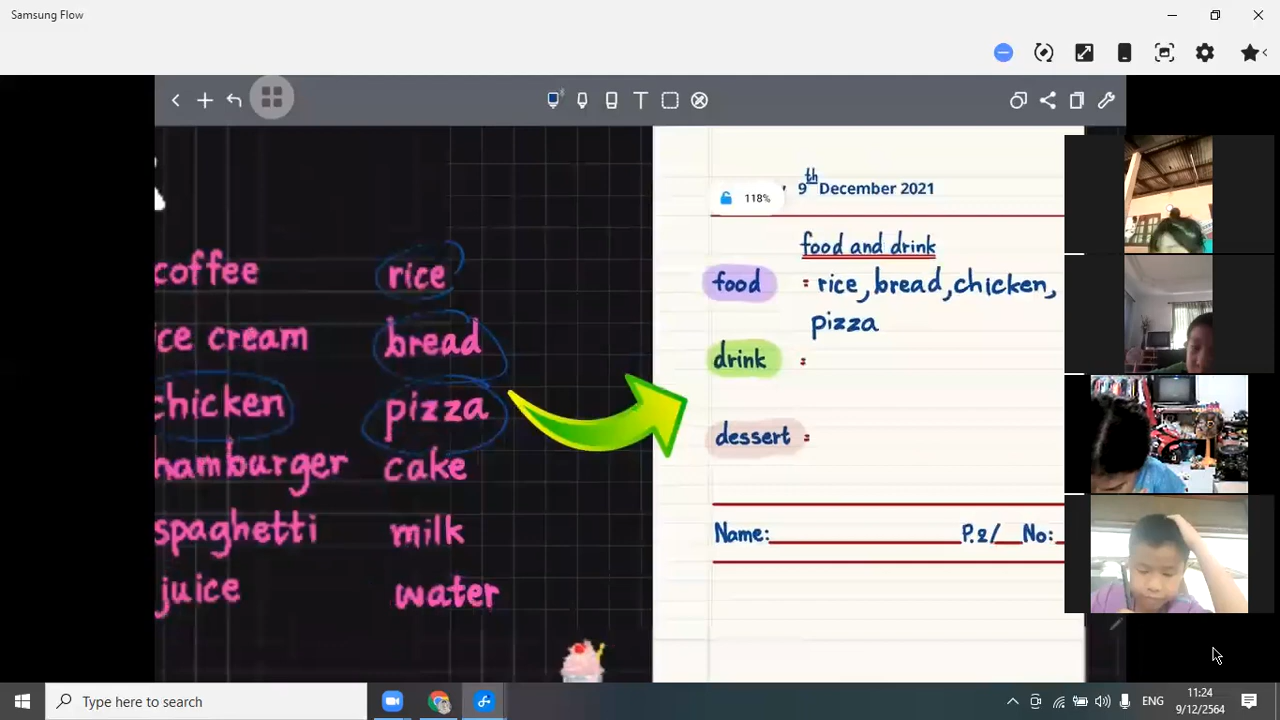 Samsung Flow
118%
9th December 2021
food and drink
food : rice, bread, chicken,
pizza
drink :
dessert :
Name: P.2/ No:
coffee rice
ce cream bread
chicken pizza
hamburger cake
spaghetti milk
juice water
Type here to search
ENG
11:24
9/12/2564